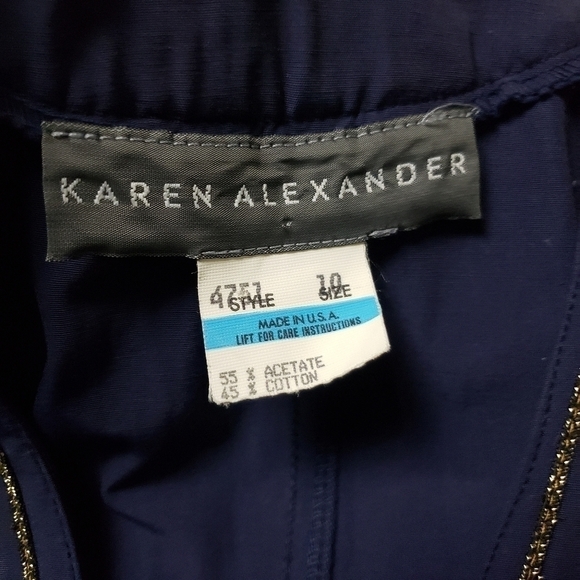 KAREN ALEXANDER
4751 10
STYLE SIZE
MADE IN U.S.A.
LIFT FOR CARE INSTRUCTIONS
55 % ACETATE
45 % COTTON